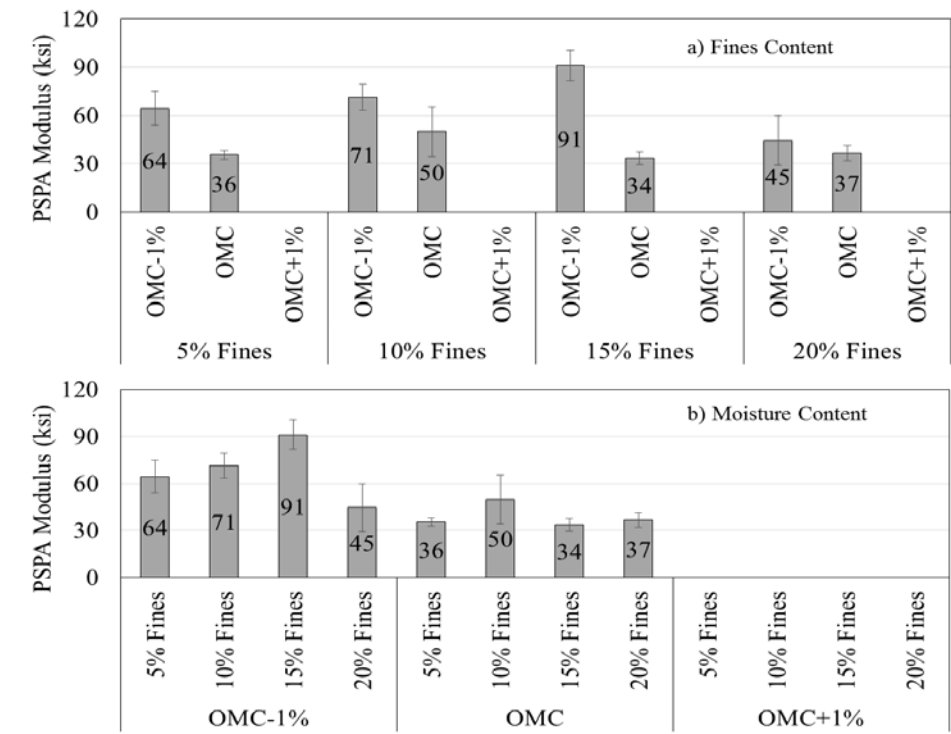 120
a) Fines Content
90
60
30
0
PSPA Modulus (ksi)
64
36
71
50
91
34
45
37
OMC-1%
OMC
OMC+1%
OMC-1%
OMC
OMC+1%
OMC-1%
OMC
OMC+1%
OMC-1%
OMC
OMC+1%
5% Fines
10% Fines
15% Fines
20% Fines
120
b) Moisture Content
90
60
30
0
PSPA Modulus (ksi)
64
71
91
45
36
50
34
37
5% Fines
10% Fines
15% Fines
20% Fines
5% Fines
10% Fines
15% Fines
20% Fines
5% Fines
10% Fines
15% Fines
20% Fines
OMC-1%
OMC
OMC+1%